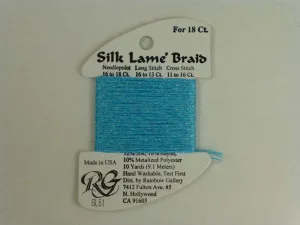 For 18 Ct.
Silk Lamé Braid
Needlepoint Long Stitch Cross Stitch
16 to 18 Ct. 16 to 13 Ct. 11 to 16 Ct.
Made in USA
RG
SL51
10% Metalized Polyester
10 Yards (9.1 Meters)
Hand Washable, Test First
Dist. by Rainbow Gallery
7412 Fulton Ave. #5
N. Hollywood
CA 91605